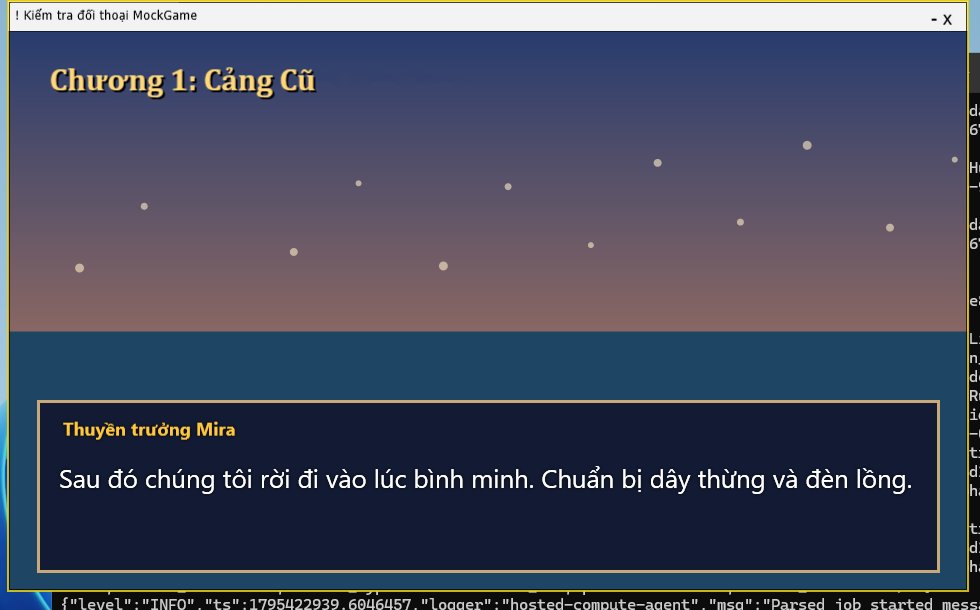 ! Kiểm tra đối thoại MockGame
- x
Chương 1: Cảng Cũ
Thuyền trưởng Mira
Sau đó chúng tôi rời đi vào lúc bình minh. Chuẩn bị dây thừng và đèn lồng.
{"level":"INFO","ts":1795422939.6046457,"logger":"hosted-compute-agent","msg":"Parsed job started mes